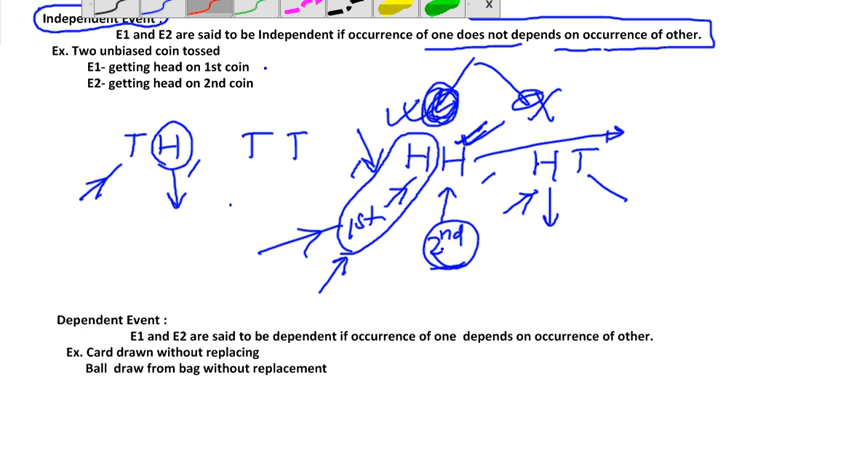 Independent Event :
E1 and E2 are said to be Independent if occurrence of one does not depends on occurrence of other.
Ex. Two unbiased coin tossed
E1- getting head on 1st coin
E2- getting head on 2nd coin
T H T T H H H T
1st
2nd
Dependent Event :
E1 and E2 are said to be dependent if occurrence of one depends on occurrence of other.
Ex. Card drawn without replacing
Ball draw from bag without replacement